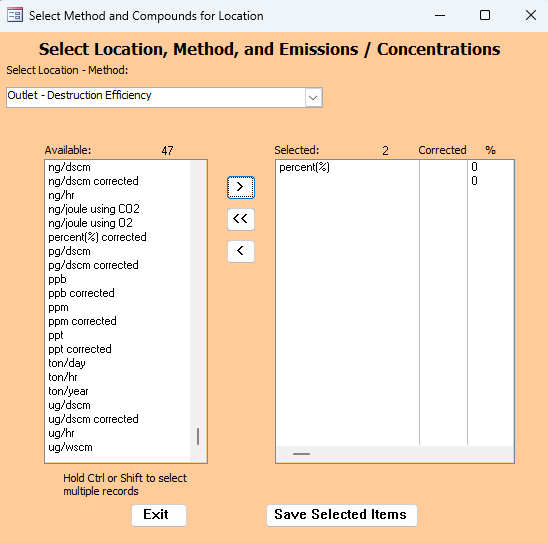 Select Method and Compounds for Location
Select Location, Method, and Emissions / Concentrations
Select Location - Method:
Outlet - Destruction Efficiency
Available: 47
ng/dscm
ng/dscm corrected
ng/hr
ng/joule using CO2
ng/joule using O2
percent(%) corrected
pg/dscm
pg/dscm corrected
ppb
ppb corrected
ppm
ppm corrected
ppt
ppt corrected
ton/day
ton/hr
ton/year
ug/dscm
ug/dscm corrected
ug/hr
ug/wscm
>
<<
<
Selected: 2 Corrected %
percent(%) 0
0
Hold Ctrl or Shift to select
multiple records
Exit
Save Selected Items